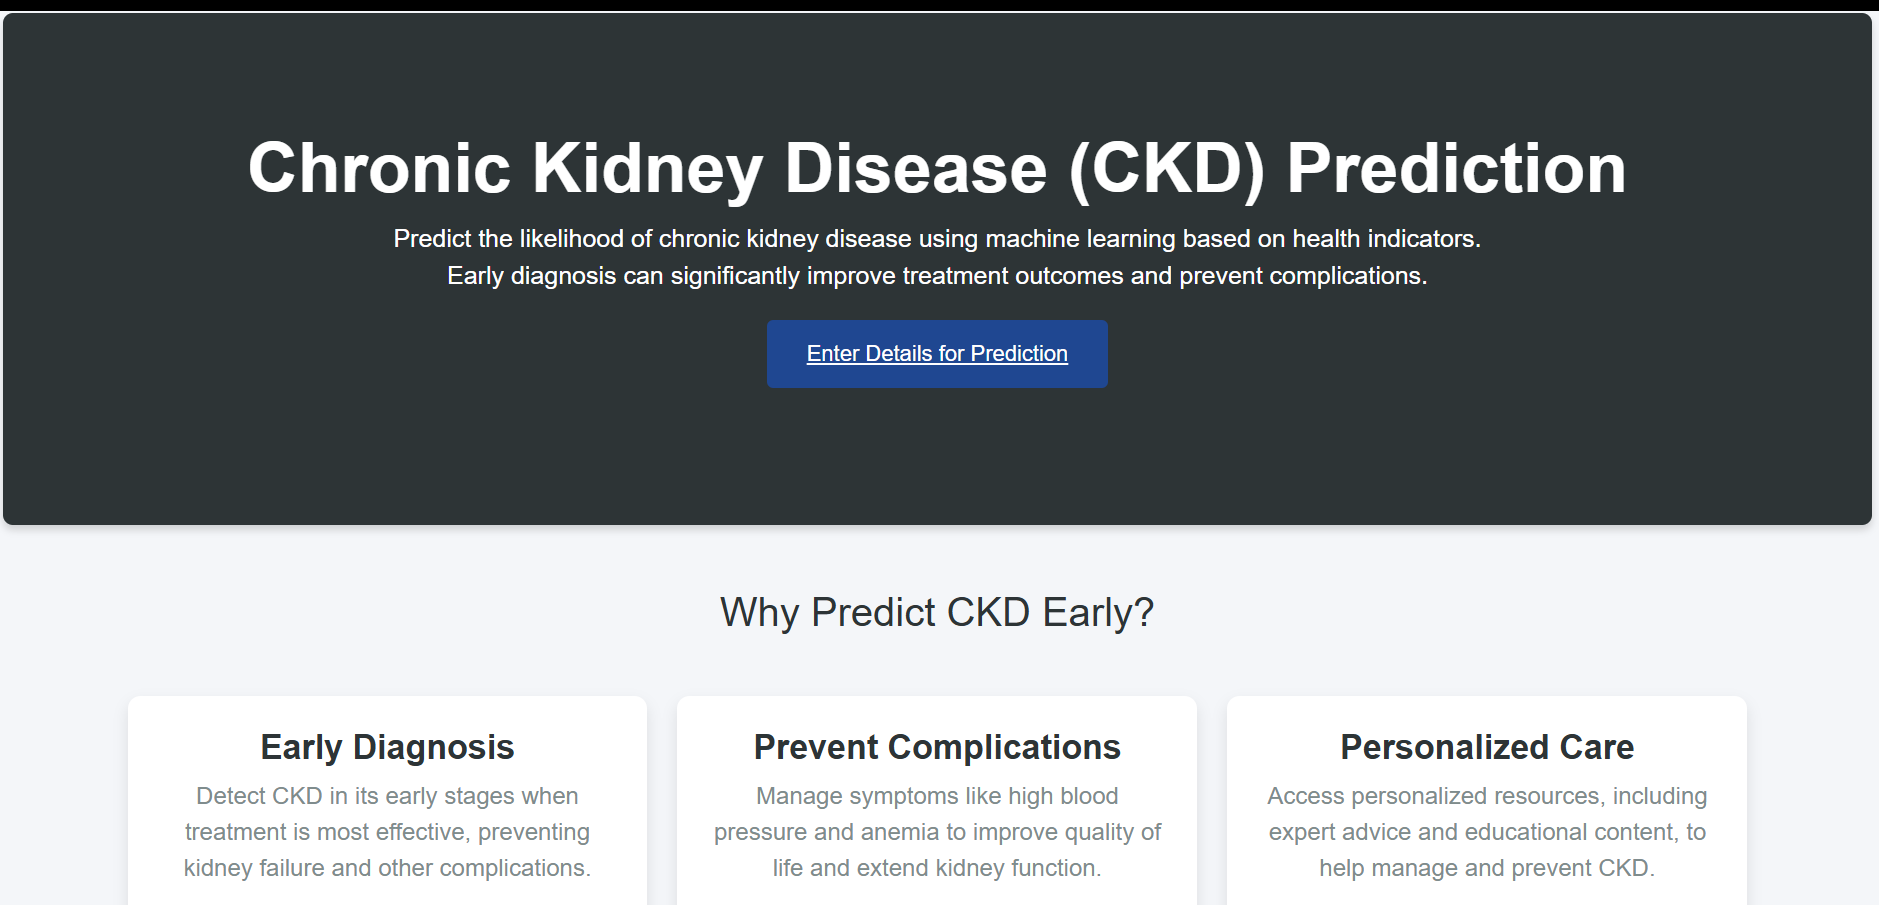 Chronic Kidney Disease (CKD) Prediction
Predict the likelihood of chronic kidney disease using machine learning based on health indicators.
Early diagnosis can significantly improve treatment outcomes and prevent complications.
Enter Details for Prediction
Why Predict CKD Early?
Early Diagnosis
Detect CKD in its early stages when
treatment is most effective, preventing
kidney failure and other complications.
Prevent Complications
Manage symptoms like high blood
pressure and anemia to improve quality of
life and extend kidney function.
Personalized Care
Access personalized resources, including
expert advice and educational content, to
help manage and prevent CKD.